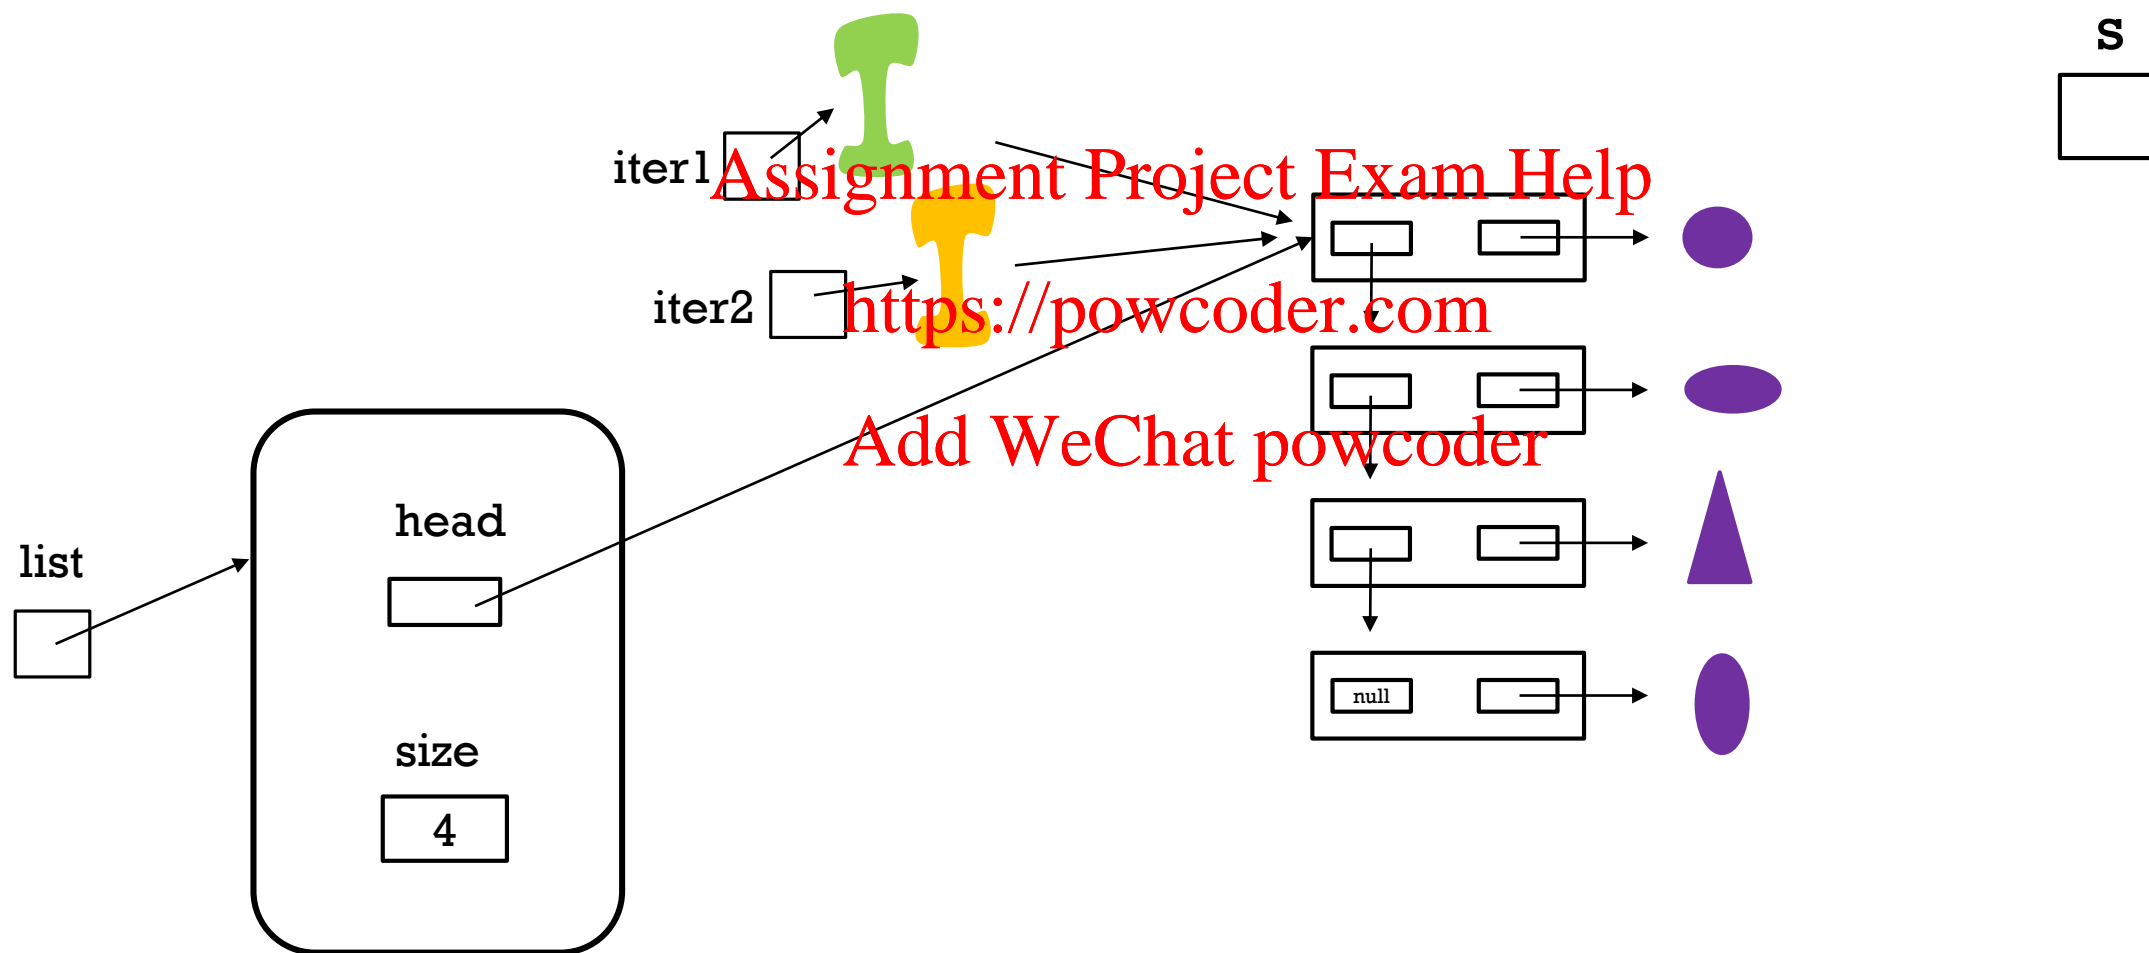 s
iter1
Assignment Project Exam Help
iter2
https://powcoder.com
Add WeChat powcoder
head
list
null
size
4